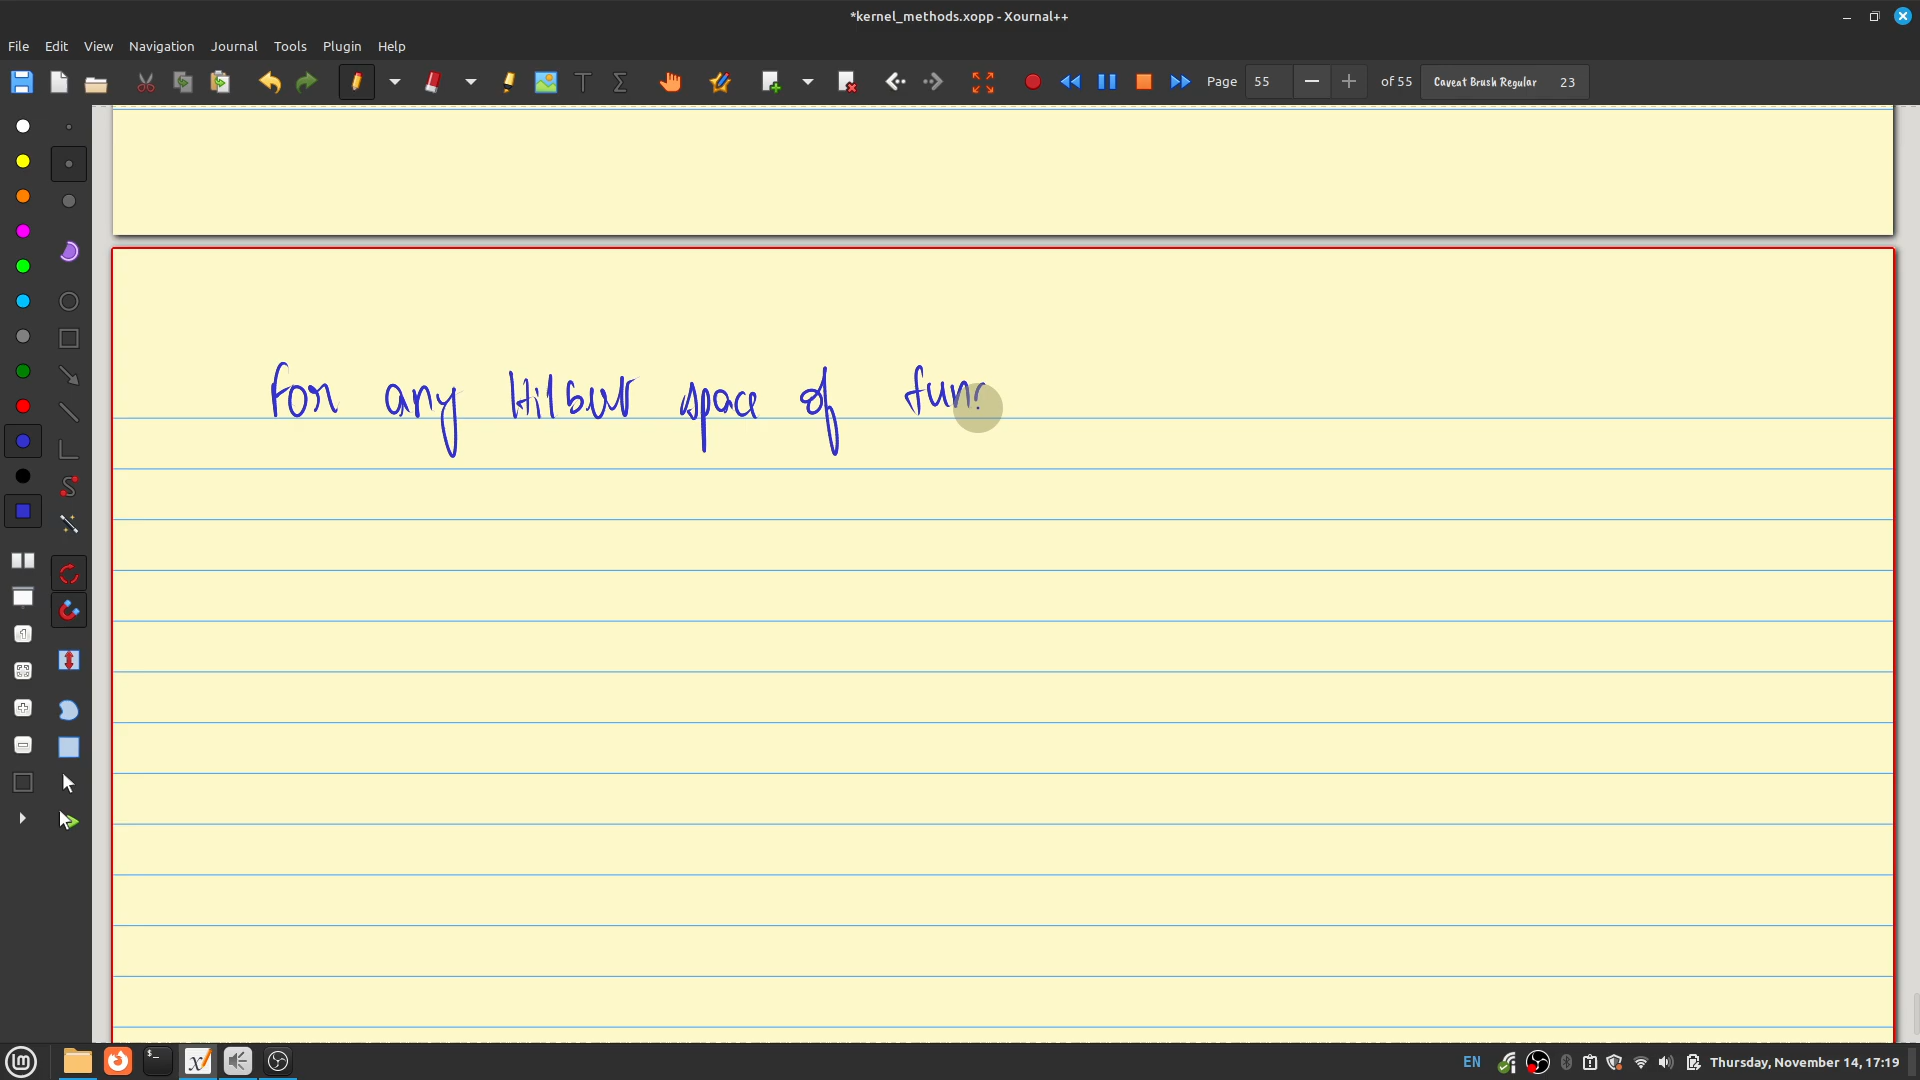 *kernel_methods.xopp - Xournal++
File Edit View Navigation Journal Tools Plugin Help
Page 55 of 55 Caveat Brush Regular 23
For any Hilbert space of func
EN Thursday, November 14, 17:19